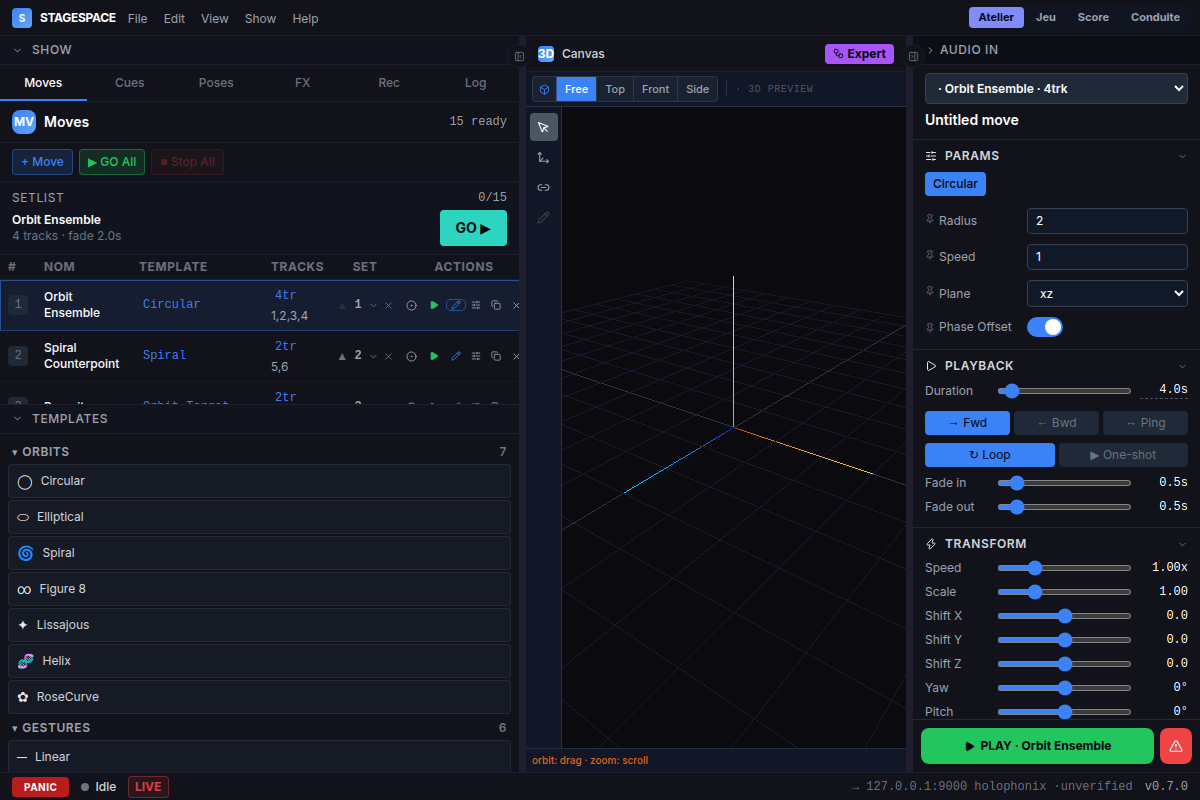 S STAGESPACE File Edit View Show Help Atelier Jeu Score Conduite
SHOW
Moves Cues Poses FX Rec Log
MV Moves 15 ready
+ Move ▶ GO All ■ Stop All
SETLIST 0/15
Orbit Ensemble
4 tracks · fade 2.0s
GO ▶
# NOM TEMPLATE TRACKS SET ACTIONS
1 Orbit Ensemble Circular 4tr 1,2,3,4 ▲ 1
2 Spiral Counterpoint Spiral 2tr 5,6 ▲ 2
2tr
TEMPLATES
▾ ORBITS 7
Circular
Elliptical
Spiral
Figure 8
Lissajous
Helix
RoseCurve
▾ GESTURES 6
Linear
3D Canvas Expert
Free Top Front Side · 3D PREVIEW
orbit: drag · zoom: scroll
AUDIO IN
· Orbit Ensemble · 4trk
Untitled move
PARAMS
Circular
Radius 2
Speed 1
Plane xz
Phase Offset
PLAYBACK
Duration 4.0s
→ Fwd ← Bwd ↔ Ping
↻ Loop ▶ One-shot
Fade in 0.5s
Fade out 0.5s
TRANSFORM
Speed 1.00x
Scale 1.00
Shift X 0.0
Shift Y 0.0
Shift Z 0.0
Yaw 0°
Pitch 0°
▶ PLAY · Orbit Ensemble
PANIC Idle LIVE → 127.0.0.1:9000 holophonix ·unverified v0.7.0